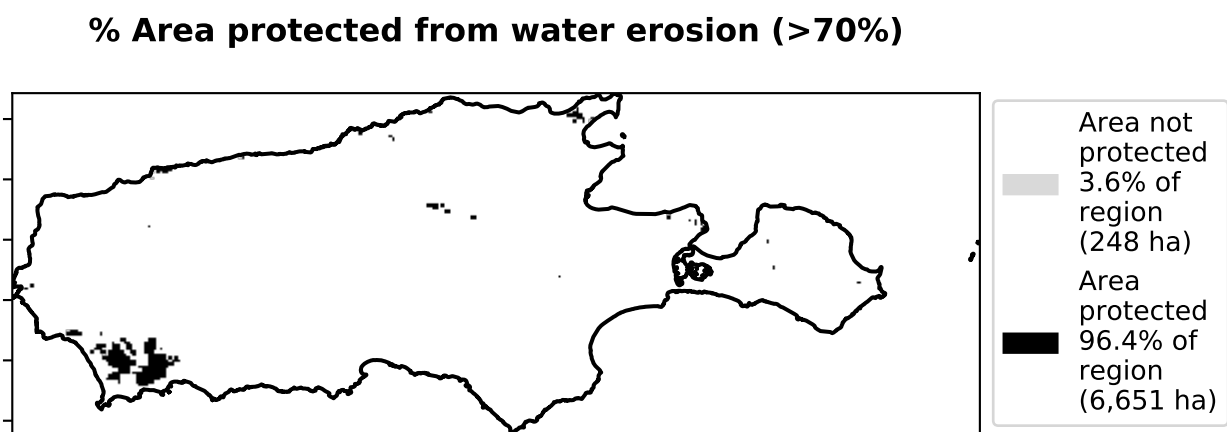 % Area protected from water erosion (>70%)
Area not
protected
3.6% of
region
(248 ha)
Area
protected
96.4% of
region
(6,651 ha)